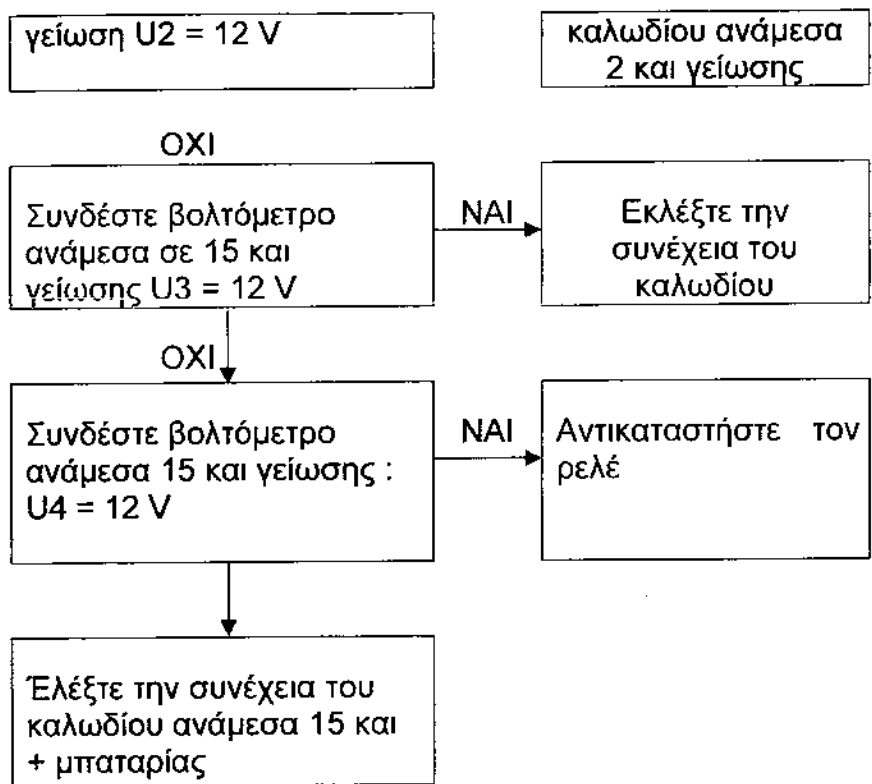 γείωση U2 = 12 V
καλωδίου ανάμεσα
2 και γείωσης
ΟΧΙ
Συνδέστε βολτόμετρο
ανάμεσα σε 15 και
γείωσης U3 = 12 V
ΝΑΙ
Εκλέξτε την
συνέχεια του
καλωδίου
ΟΧΙ
Συνδέστε βολτόμετρο
ανάμεσα 15 και γείωσης :
U4 = 12 V
ΝΑΙ
Αντικαταστήστε τον
ρελέ
Έλέξτε την συνέχεια του
καλωδίου ανάμεσα 15 και
+ μπαταρίας